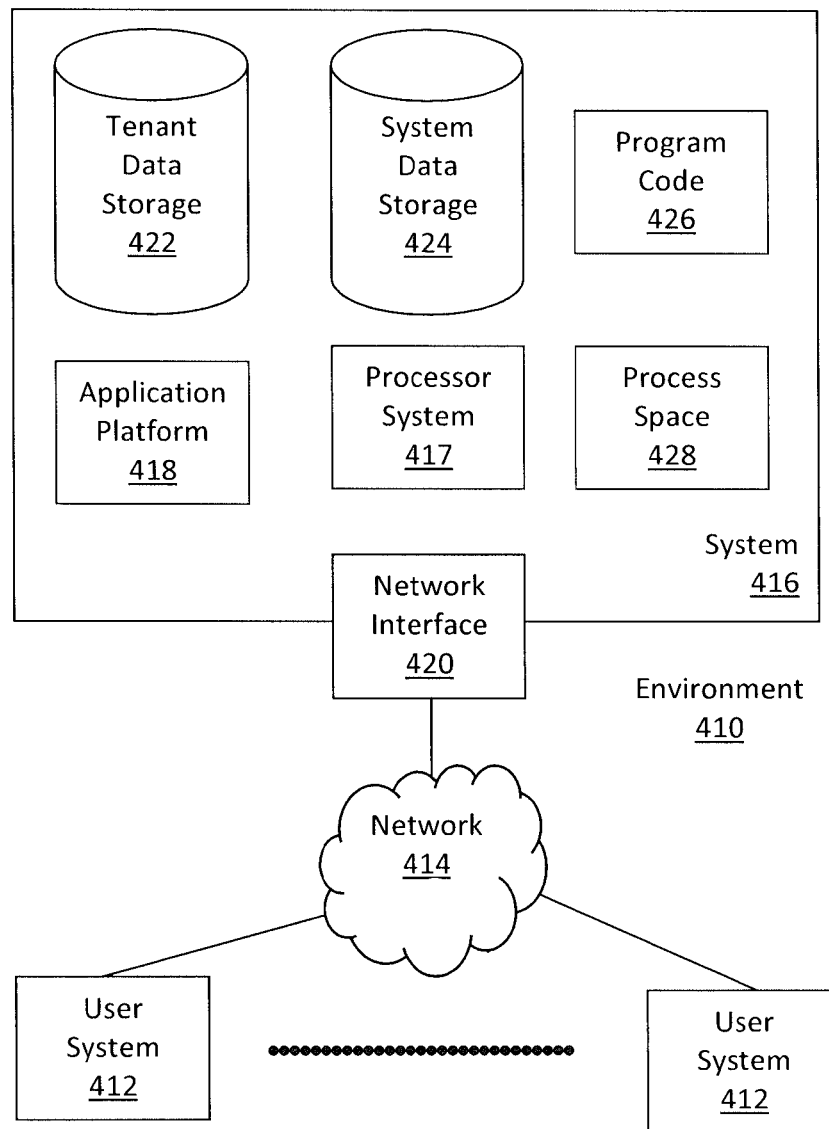 Tenant
Data
Storage
422
System
Data
Storage
424
Program
Code
426
Application
Platform
418
Processor
System
417
Process
Space
428
System
416
Network
Interface
420
Environment
410
Network
414
User
System
412
User
System
412